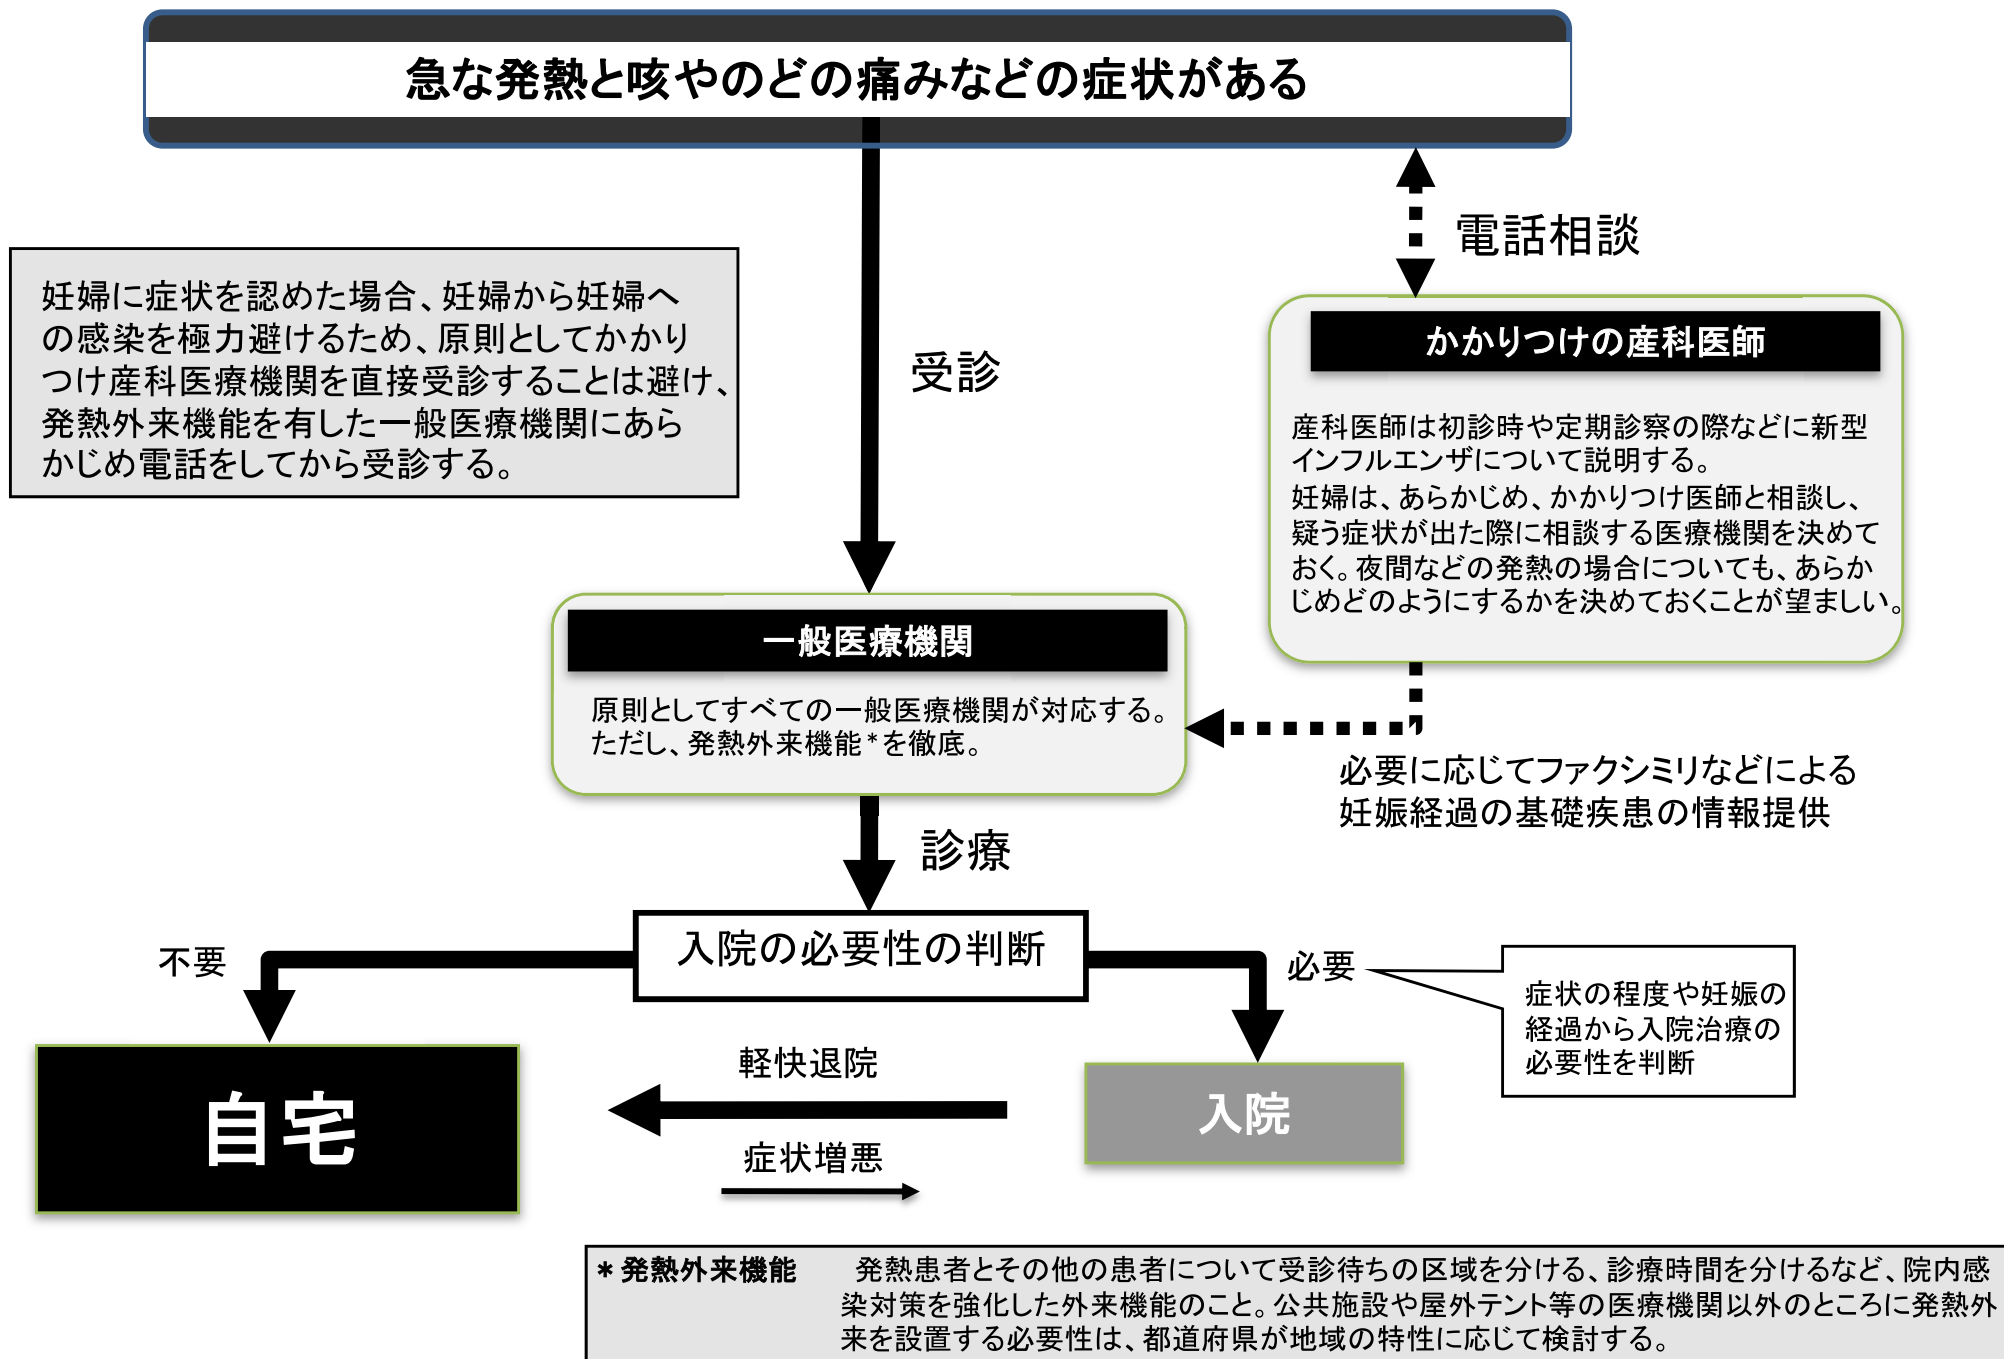 急な発熱と咳やのどの痛みなどの症状がある
電話相談
妊婦に症状を認めた場合、妊婦から妊婦へ
の感染を極力避けるため、原則としてかかり
つけ産科医療機関を直接受診することは避け、
発熱外来機能を有した一般医療機関にあら
かじめ電話をしてから受診する。
受診
かかりつけの産科医師
産科医師は初診時や定期診察の際などに新型
インフルエンザについて説明する。
妊婦は、あらかじめ、かかりつけ医師と相談し、
疑う症状が出た際に相談する医療機関を決めて
おく。夜間などの発熱の場合についても、あらか
じめどのようにするかを決めておくことが望ましい。
一般医療機関
原則としてすべての一般医療機関が対応する。
ただし、発熱外来機能*を徹底。
必要に応じてファクシミリなどによる
妊娠経過の基礎疾患の情報提供
診療
入院の必要性の判断
不要
必要
症状の程度や妊娠の
経過から入院治療の
必要性を判断
自宅
軽快退院
症状増悪
入院
*発熱外来機能 発熱患者とその他の患者について受診待ちの区域を分ける、診療時間を分けるなど、院内感
染対策を強化した外来機能のこと。公共施設や屋外テント等の医療機関以外のところに発熱外
来を設置する必要性は、都道府県が地域の特性に応じて検討する。